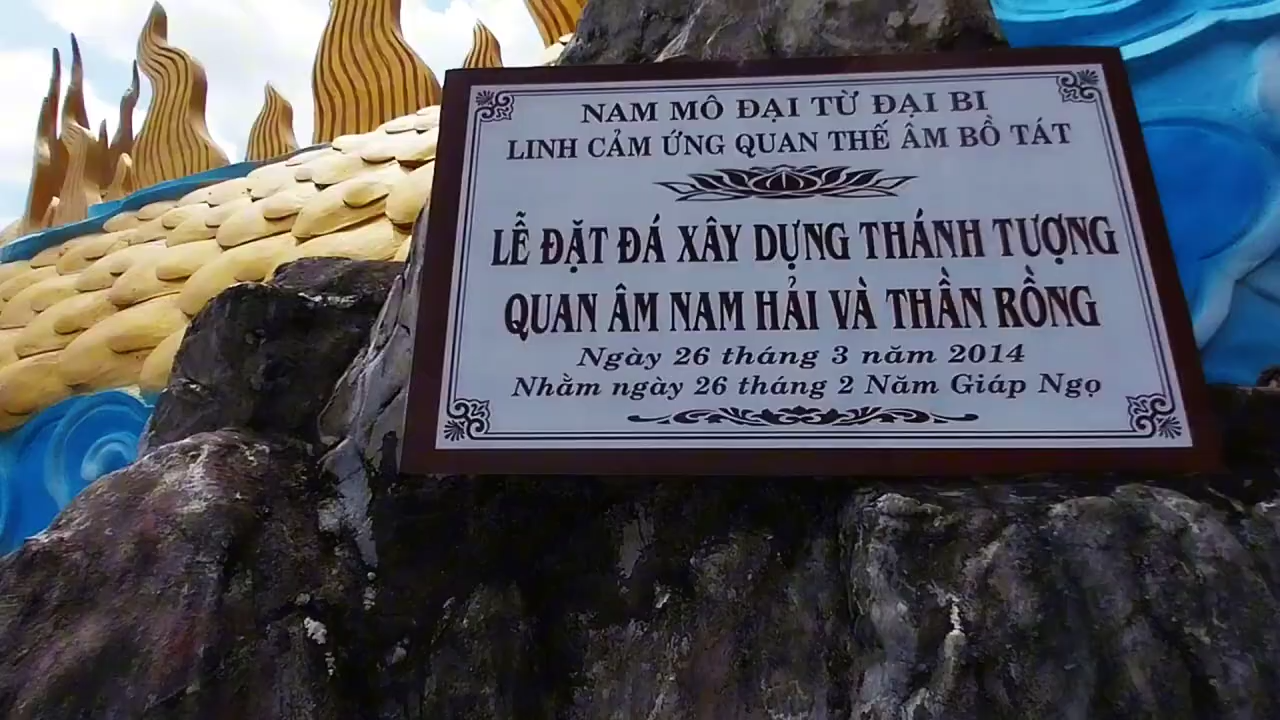 NAM MÔ ĐẠI TỪ ĐẠI BI
LINH CẢM ỨNG QUAN THẾ ÂM BỒ TÁT
LỄ ĐẶT ĐÁ XÂY DỰNG THÁNH TƯỢNG
QUAN ÂM NAM HẢI VÀ THẦN RỒNG
Ngày 26 tháng 3 năm 2014
Nhằm ngày 26 tháng 2 Năm Giáp Ngọ